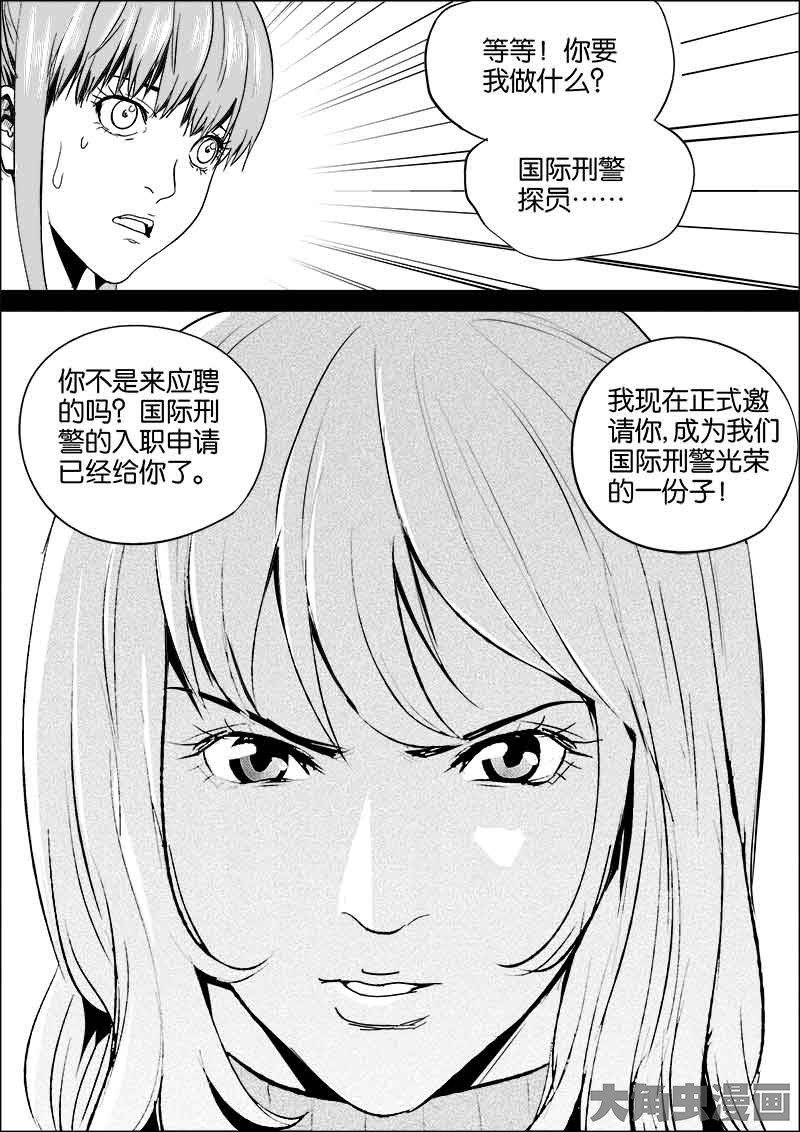 等等！你要
我做什么？
国际刑警
探员……
你不是来应聘
的吗？国际刑
警的入职申请
已经给你了。
我现在正式邀
请你,成为我们
国际刑警光荣
的一份子！
大角虫漫画